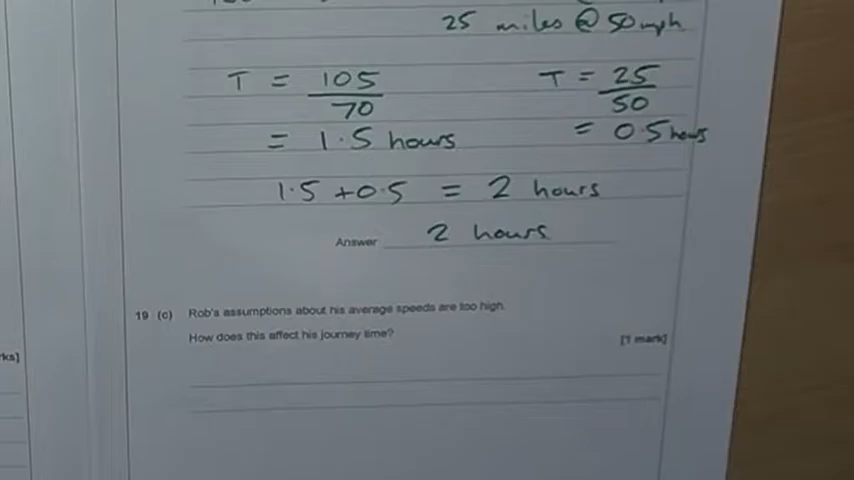 25 miles @ 50mph
T = 105/70 T = 25/50
= 1.5 hours = 0.5 hours
1.5 + 0.5 = 2 hours
Answer 2 hours
19 (c) Rob's assumptions about his average speeds are too high.
How does this affect his journey time?
[1 mark]
rks]